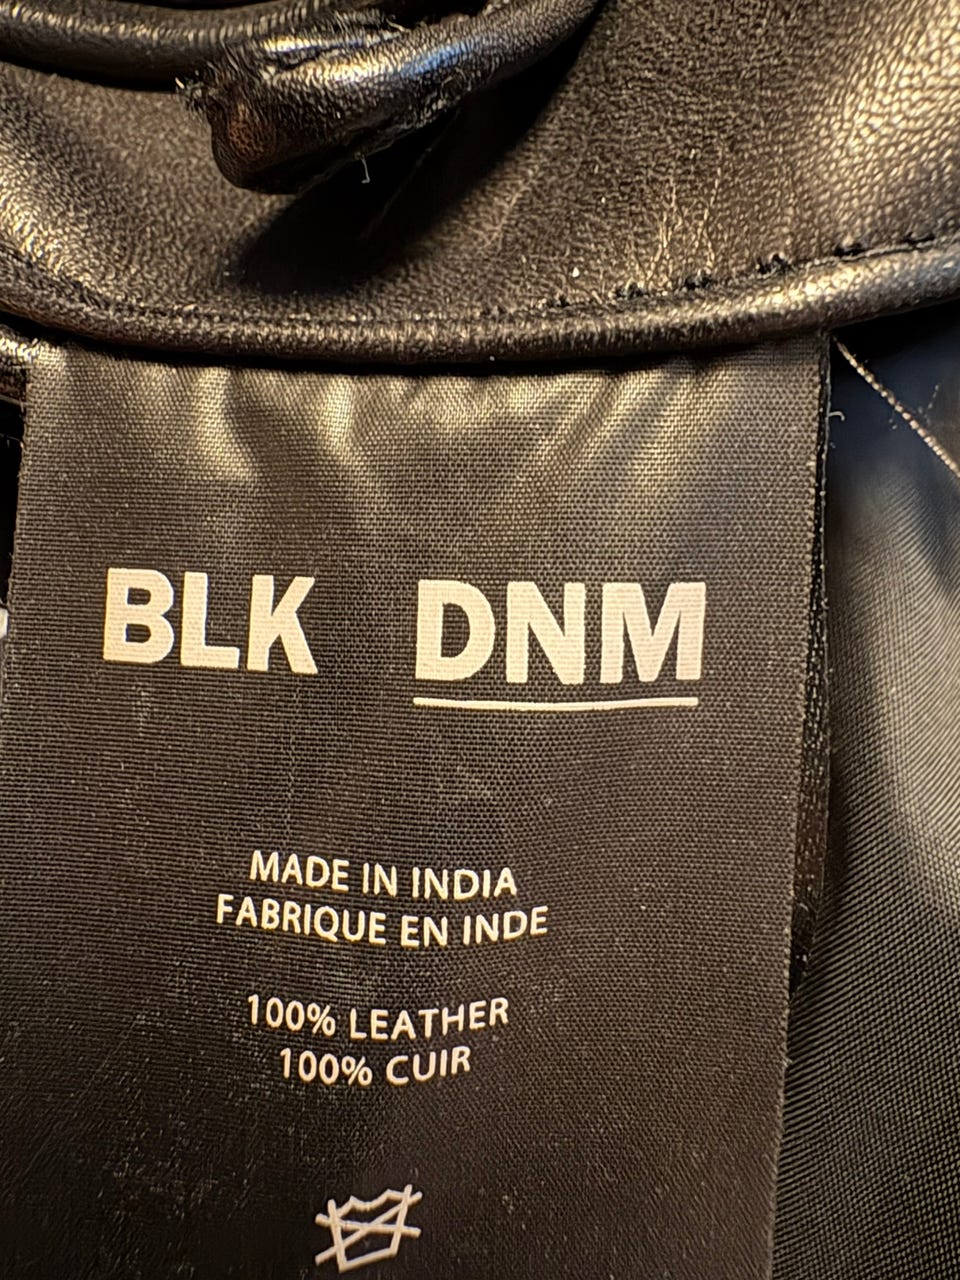 BLK DNM
MADE IN INDIA
FABRIQUE EN INDE
100% LEATHER
100% CUIR